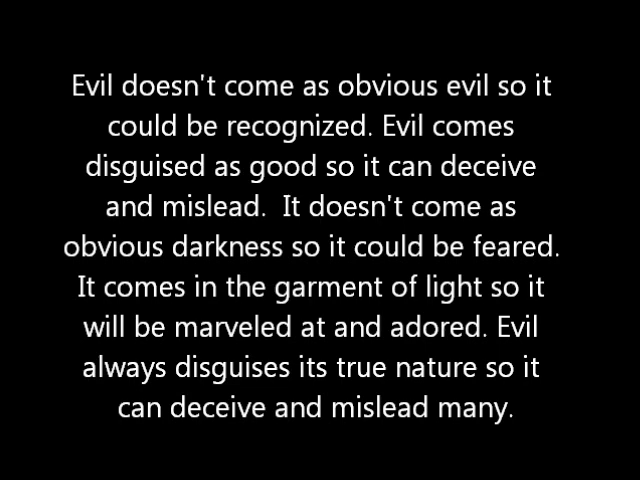 Evil doesn't come as obvious evil so it
could be recognized. Evil comes
disguised as good so it can deceive
and mislead.  It doesn't come as
obvious darkness so it could be feared.
It comes in the garment of light so it
will be marveled at and adored. Evil
always disguises its true nature so it
can deceive and mislead many.